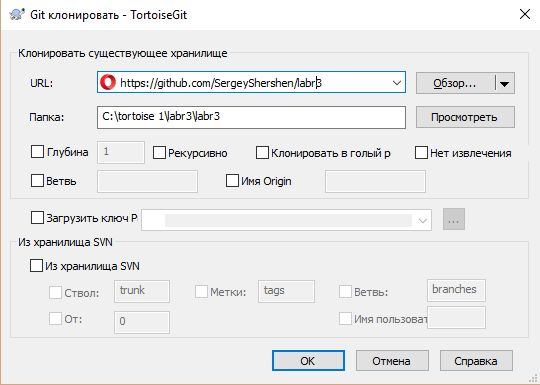 Git клонировать - TortoiseGit
Клонировать существующее хранилище
URL: https://github.com/SergeyShershen/labr3 Обзор...
Папка: C:\tortoise 1\labr3\labr3 Просмотреть
Глубина 1 Рекурсивно Клонировать в голый р Нет извлечения
Ветвь Имя Origin
Загрузить ключ P ...
Из хранилища SVN
Из хранилища SVN
Ствол: trunk Метки: tags Ветвь: branches
От: 0 Имя пользоват
OK Отмена Справка